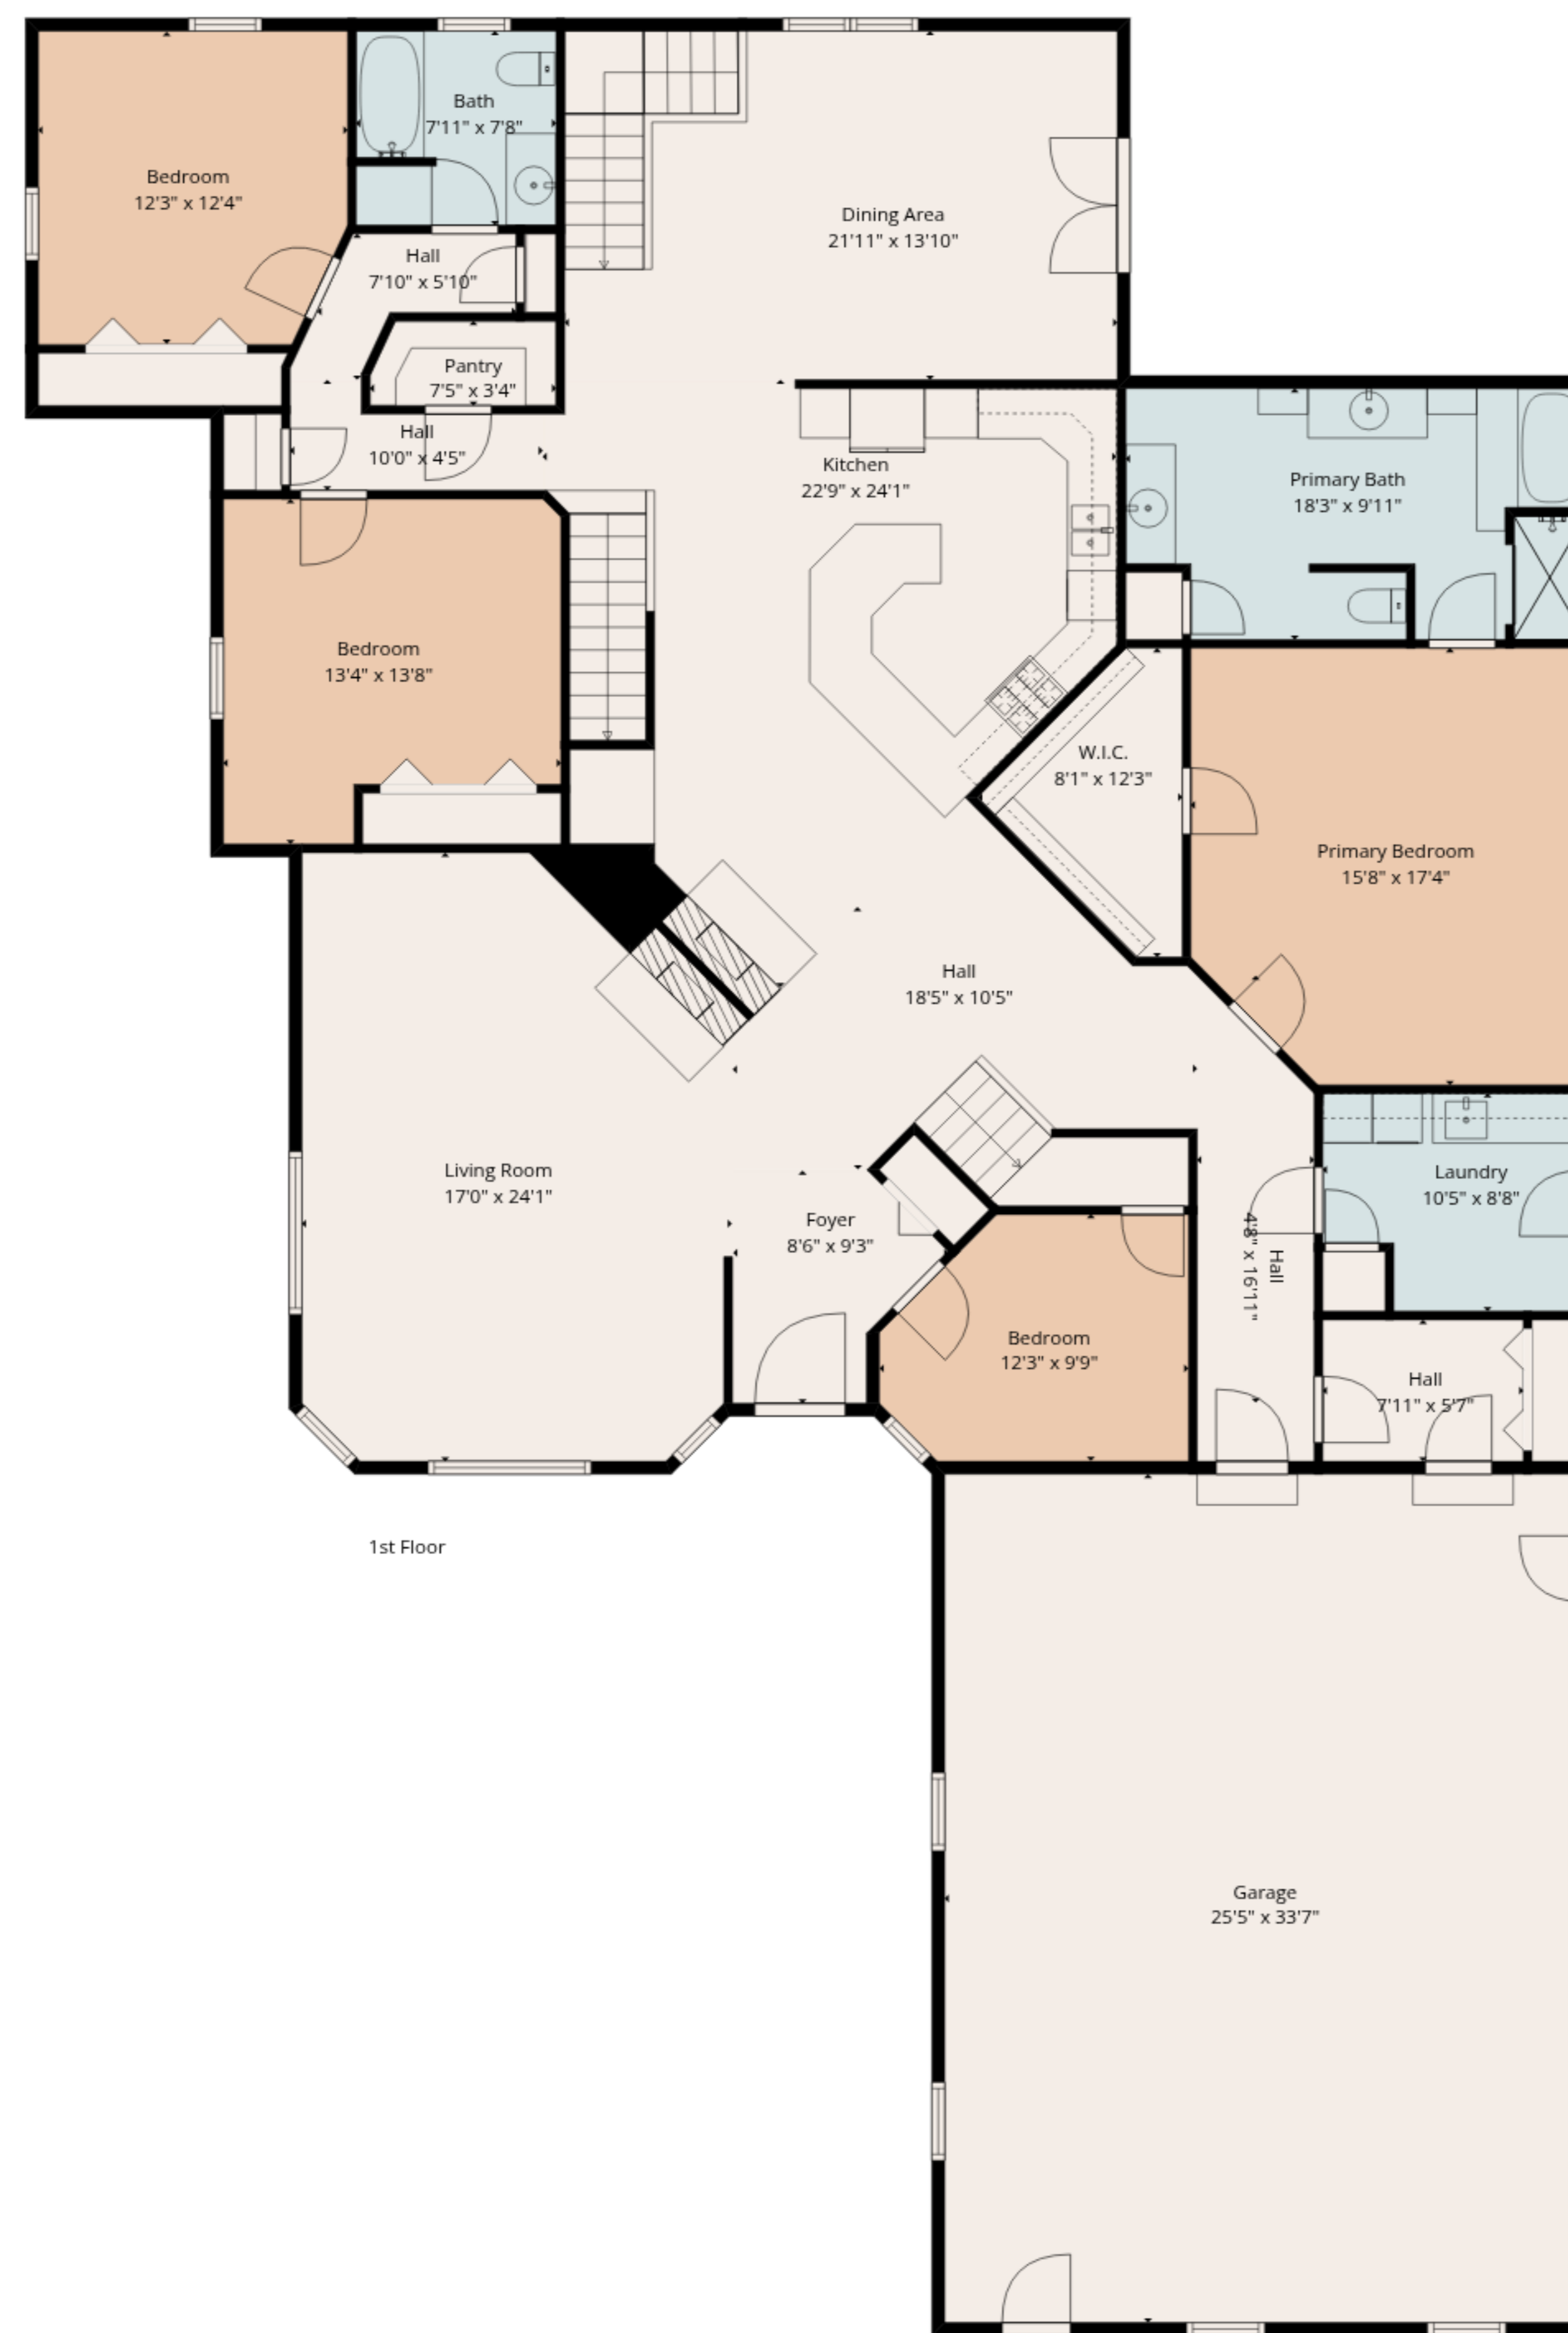 Bath
7'11" x 7'8"
Bedroom
12'3" x 12'4"
Dining Area
21'11" x 13'10"
Hall
7'10" x 5'10"
Pantry
7'5" x 3'4"
Hall
10'0" x 4'5"
Kitchen
22'9" x 24'1"
Primary Bath
18'3" x 9'11"
Bedroom
13'4" x 13'8"
W.I.C.
8'1" x 12'3"
Primary Bedroom
15'8" x 17'4"
Hall
18'5" x 10'5"
Living Room
17'0" x 24'1"
Laundry
10'5" x 8'8"
Foyer
8'6" x 9'3"
Hall
4'8" x 16'11"
Bedroom
12'3" x 9'9"
Hall
7'11" x 5'7"
1st Floor
Garage
25'5" x 33'7"